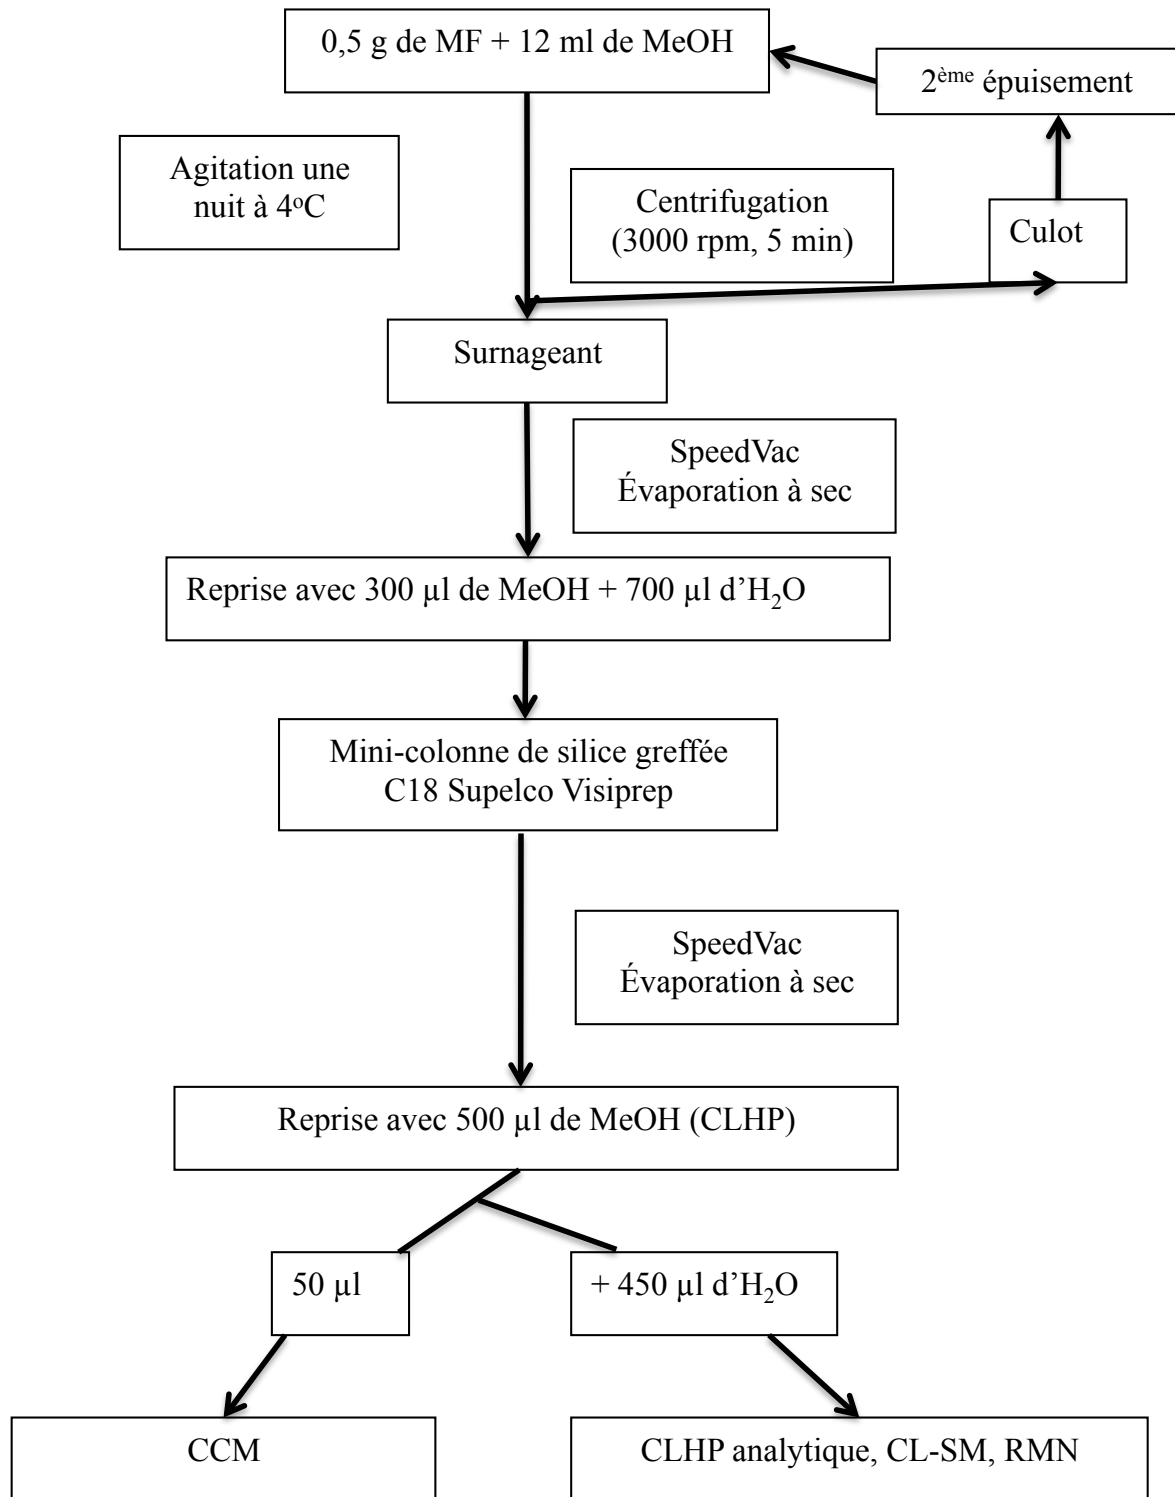 0,5 g de MF + 12 ml de MeOH
2ème épuisement
Agitation une
nuit à 4oC
Centrifugation
(3000 rpm, 5 min)
Culot
Surnageant
SpeedVac
Évaporation à sec
Reprise avec 300 µl de MeOH + 700 µl d’H2O
Mini-colonne de silice greffée
C18 Supelco Visiprep
SpeedVac
Évaporation à sec
Reprise avec 500 µl de MeOH (CLHP)
50 µl
+ 450 µl d’H2O
CCM
CLHP analytique, CL-SM, RMN